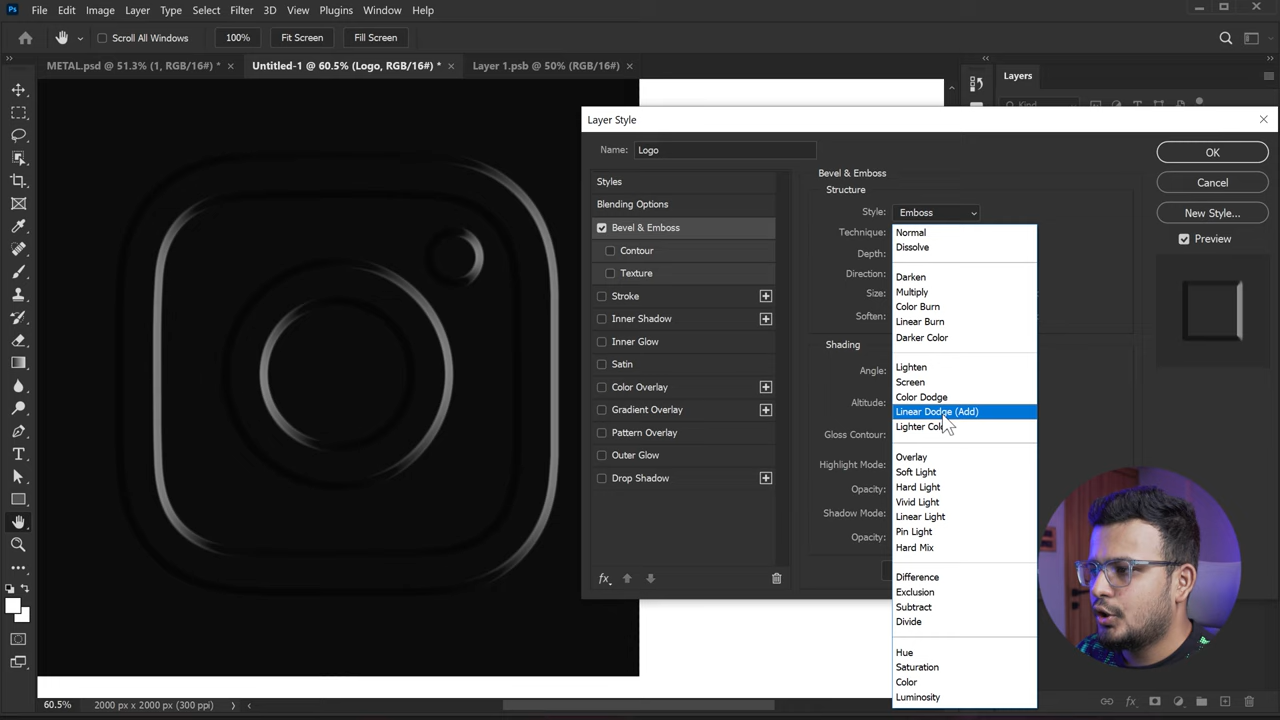 Ps File Edit Image Layer Type Select Filter 3D View Plugins Window Help
Scroll All Windows 100% Fit Screen Fill Screen
METAL.psd @ 51.3% (1, RGB/16#) * × Untitled-1 @ 60.5% (Logo, RGB/16#) * × Layer 1.psb @ 50% (RGB/16#) ×
Layers
Kind
Layer Style
Name: Logo
OK
Cancel
New Style...
Preview
Styles
Blending Options
Bevel & Emboss
Contour
Texture
Stroke
Inner Shadow
Inner Glow
Satin
Color Overlay
Gradient Overlay
Pattern Overlay
Outer Glow
Drop Shadow
fx
Bevel & Emboss
Structure
Style: Emboss
Technique:
Depth:
Direction:
Size:
Soften:
Shading
Angle:
Altitude:
Gloss Contour:
Highlight Mode:
Opacity:
Shadow Mode:
Opacity:
Normal
Dissolve
Darken
Multiply
Color Burn
Linear Burn
Darker Color
Lighten
Screen
Color Dodge
Linear Dodge (Add)
Lighter Col
Overlay
Soft Light
Hard Light
Vivid Light
Linear Light
Pin Light
Hard Mix
Difference
Exclusion
Subtract
Divide
Hue
Saturation
Color
Luminosity
60.5% 2000 px x 2000 px (300 ppi)
fx